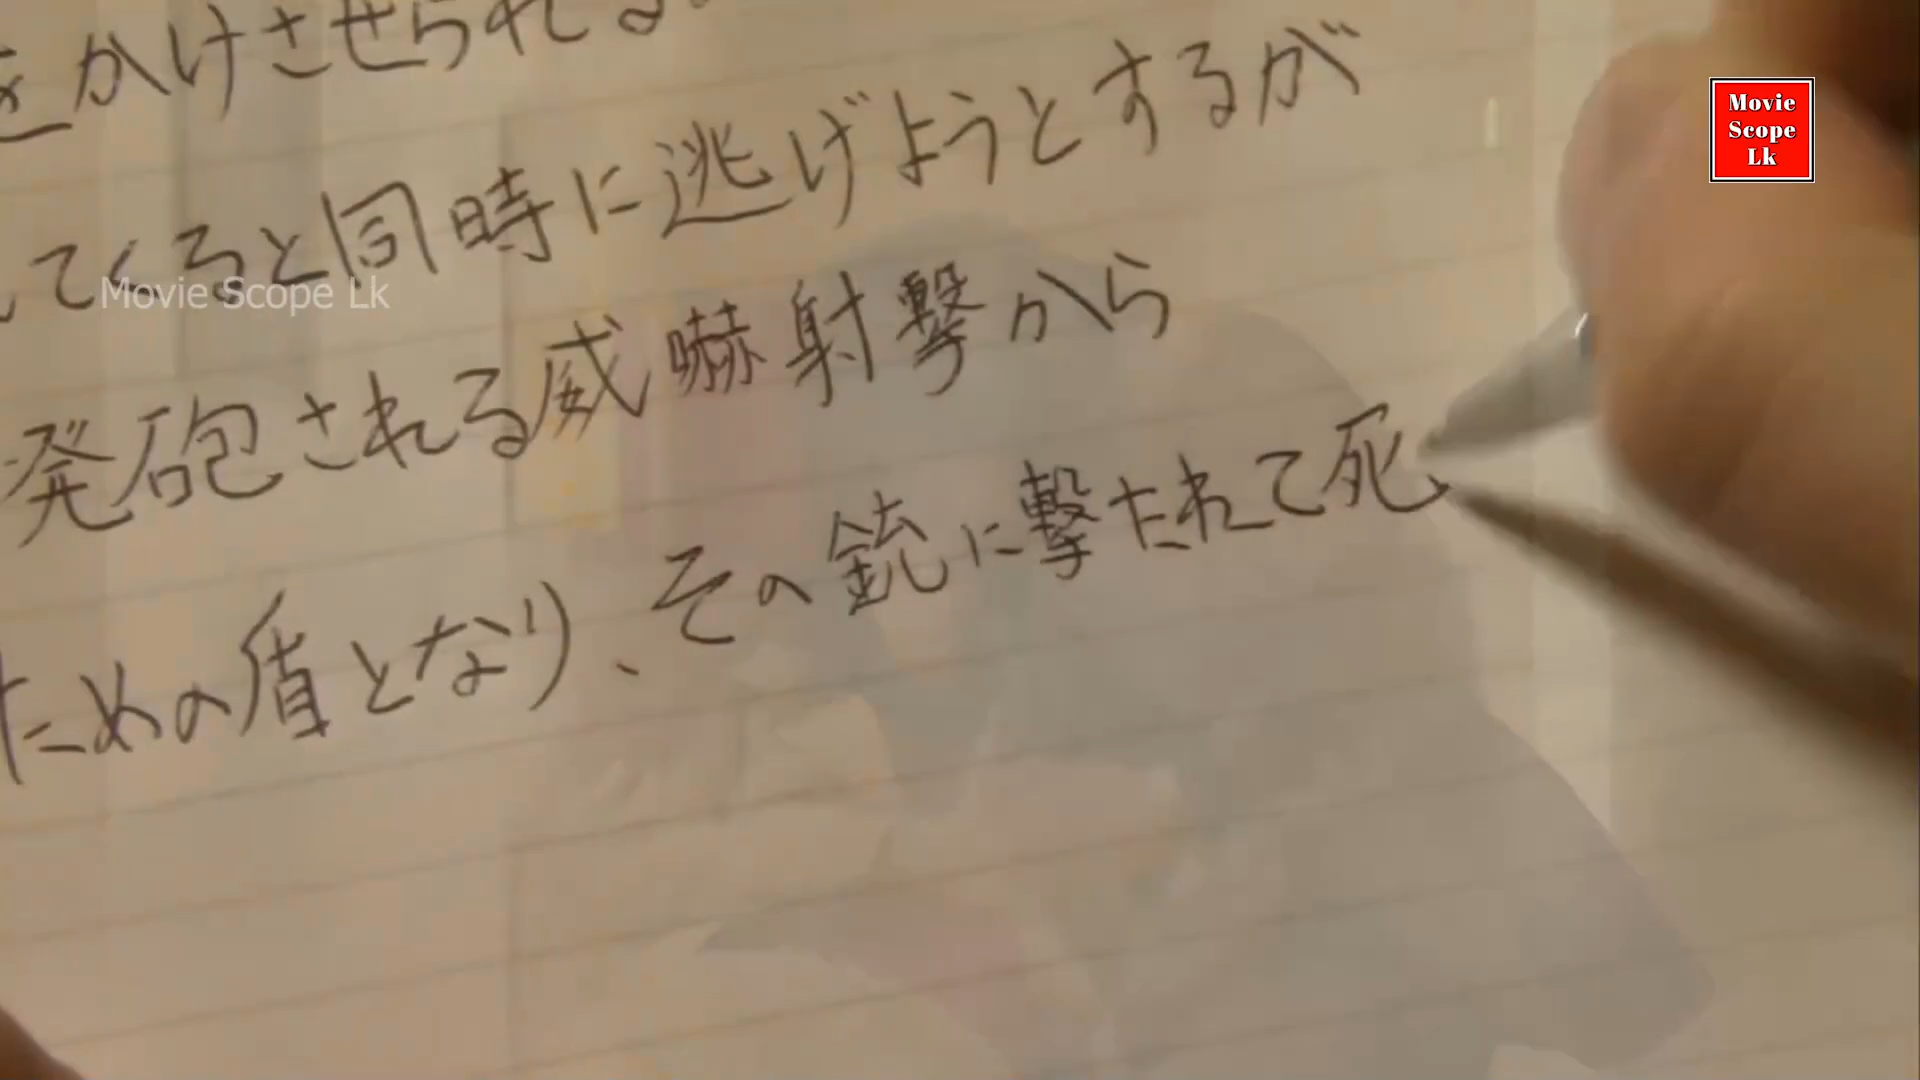 をかけさせられる
Movie
Scope
Lk
てくると同時に逃げようとするが
Movie Scope Lk
発砲される威嚇射撃から
ための盾となり、その銃に撃たれて死